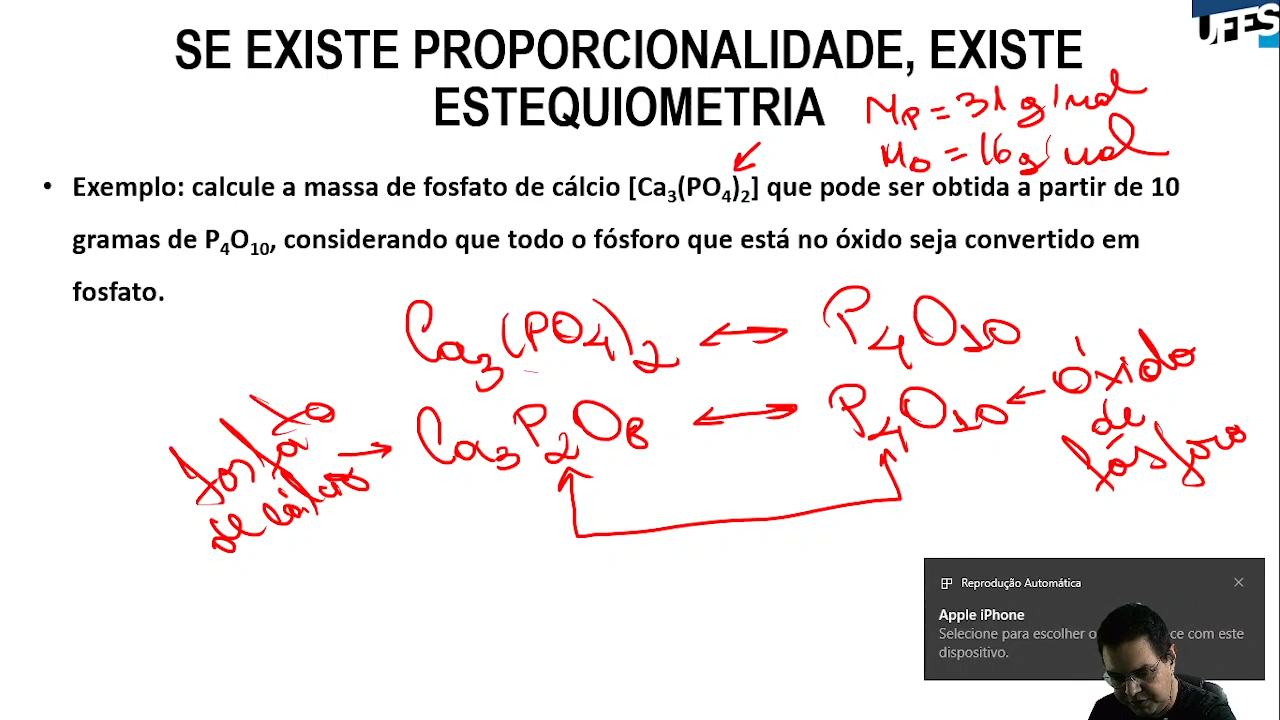 UFES
SE EXISTE PROPORCIONALIDADE, EXISTE
ESTEQUIOMETRIA
MP = 31 g/mol
MO = 16 g/mol
• Exemplo: calcule a massa de fosfato de cálcio [Ca₃(PO₄)₂] que pode ser obtida a partir de 10
gramas de P₄O₁₀, considerando que todo o fósforo que está no óxido seja convertido em
fosfato.
Ca₃(PO₄)₂ ↔ P₄O₁₀
Ca₃P₂O₈ ↔ P₄O₁₀ ← Óxido
de
fósforo
fosfato
de cálcio →
Reprodução Automática
Apple iPhone
Selecione para escolher o ce com este
dispositivo.